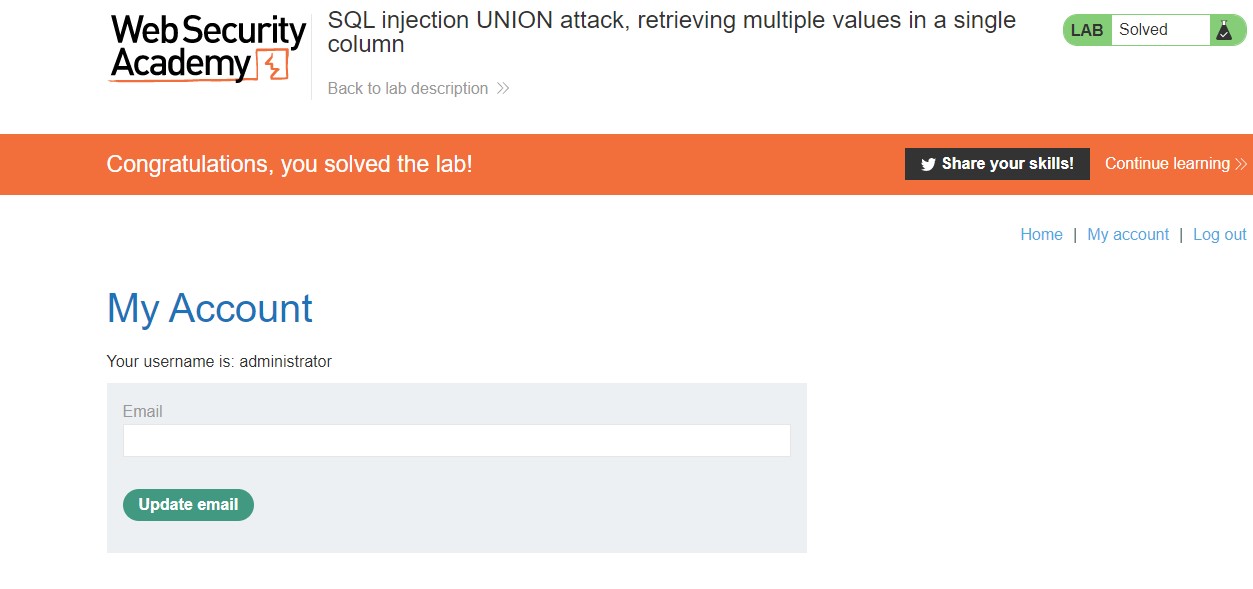 Web Security
Academy
SQL injection UNION attack, retrieving multiple values in a single
column
Back to lab description
LAB Solved
Congratulations, you solved the lab!
Share your skills!
Continue learning
Home | My account | Log out
My Account
Your username is: administrator
Email
Update email